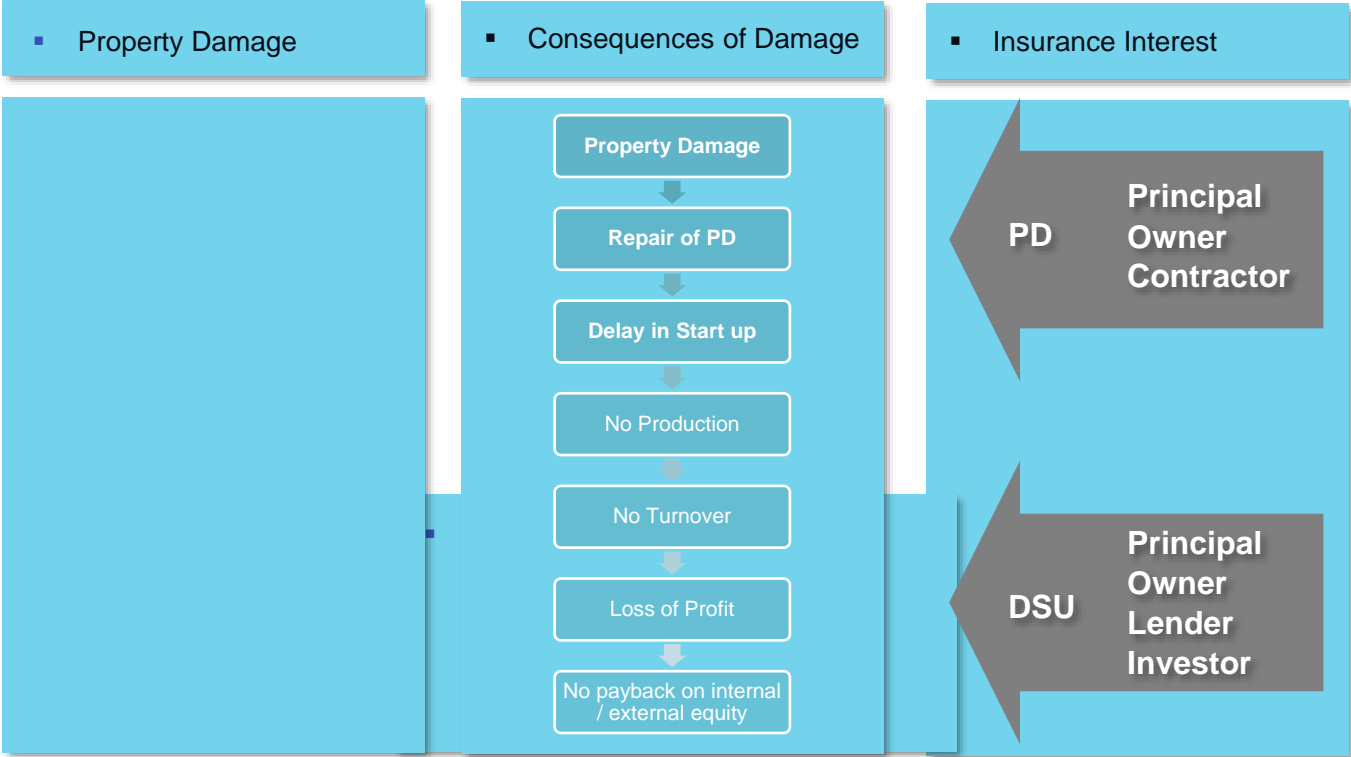 ▪ Property Damage
▪ Consequences of Damage
▪ Insurance Interest
Property Damage
Repair of PD
Delay in Start up
No Production
No Turnover
Loss of Profit
No payback on internal
/ external equity
PD
Principal
Owner
Contractor
DSU
Principal
Owner
Lender
Investor